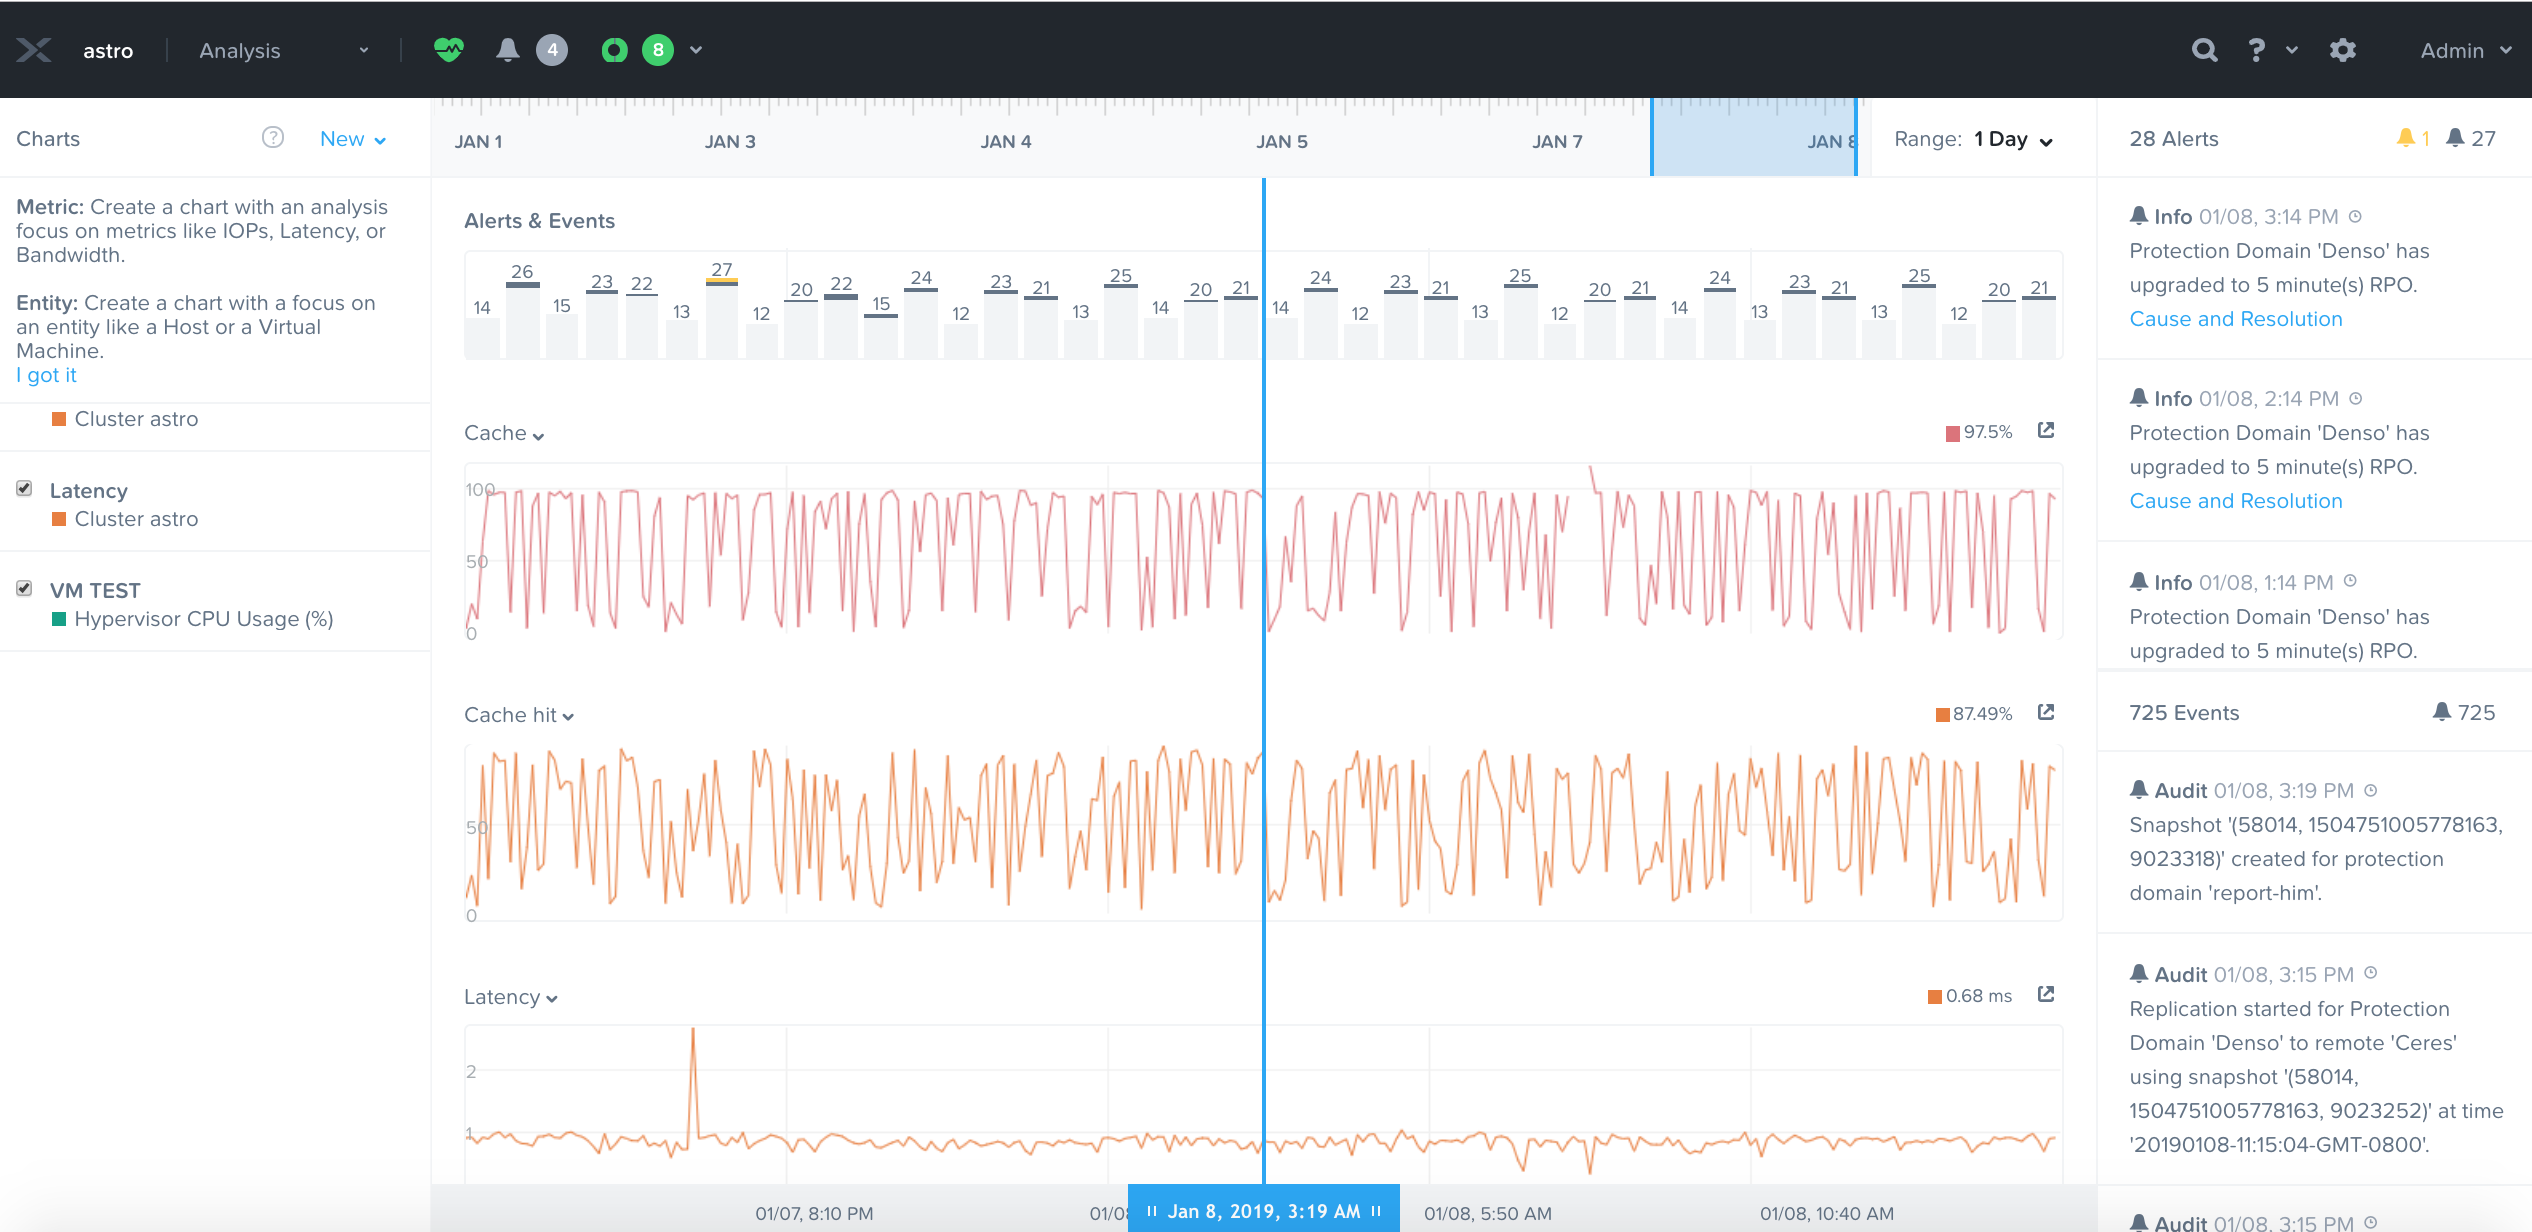 astro
Analysis
4
8
?
Admin
Charts
?
New
JAN 1
JAN 3
JAN 4
JAN 5
JAN 7
JAN 8
Range: 1 Day
28 Alerts
1
27
Metric: Create a chart with an analysis
focus on metrics like IOPs, Latency, or
Bandwidth.
Entity: Create a chart with a focus on
an entity like a Host or a Virtual
Machine.
I got it
Cluster astro
Latency
Cluster astro
VM TEST
Hypervisor CPU Usage (%)
Alerts & Events
14 26 15 23 22 13 27 12 20 22 15 24 12 23 21 13 25 14 20 21 14 24 12 23 21 13 25 12 20 21 14 24 13 23 21 13 25 12 20 21
Cache
97.5%
100
50
0
Cache hit
87.49%
50
0
Latency
0.68 ms
2
1
01/07, 8:10 PM
01/08
Jan 8, 2019, 3:19 AM
01/08, 5:50 AM
01/08, 10:40 AM
Info 01/08, 3:14 PM
Protection Domain 'Denso' has
upgraded to 5 minute(s) RPO.
Cause and Resolution
Info 01/08, 2:14 PM
Protection Domain 'Denso' has
upgraded to 5 minute(s) RPO.
Cause and Resolution
Info 01/08, 1:14 PM
Protection Domain 'Denso' has
upgraded to 5 minute(s) RPO.
725 Events
725
Audit 01/08, 3:19 PM
Snapshot '(58014, 1504751005778163,
9023318)' created for protection
domain 'report-him'.
Audit 01/08, 3:15 PM
Replication started for Protection
Domain 'Denso' to remote 'Ceres'
using snapshot '(58014,
1504751005778163, 9023252)' at time
'20190108-11:15:04-GMT-0800'.
Audit 01/08, 3:15 PM